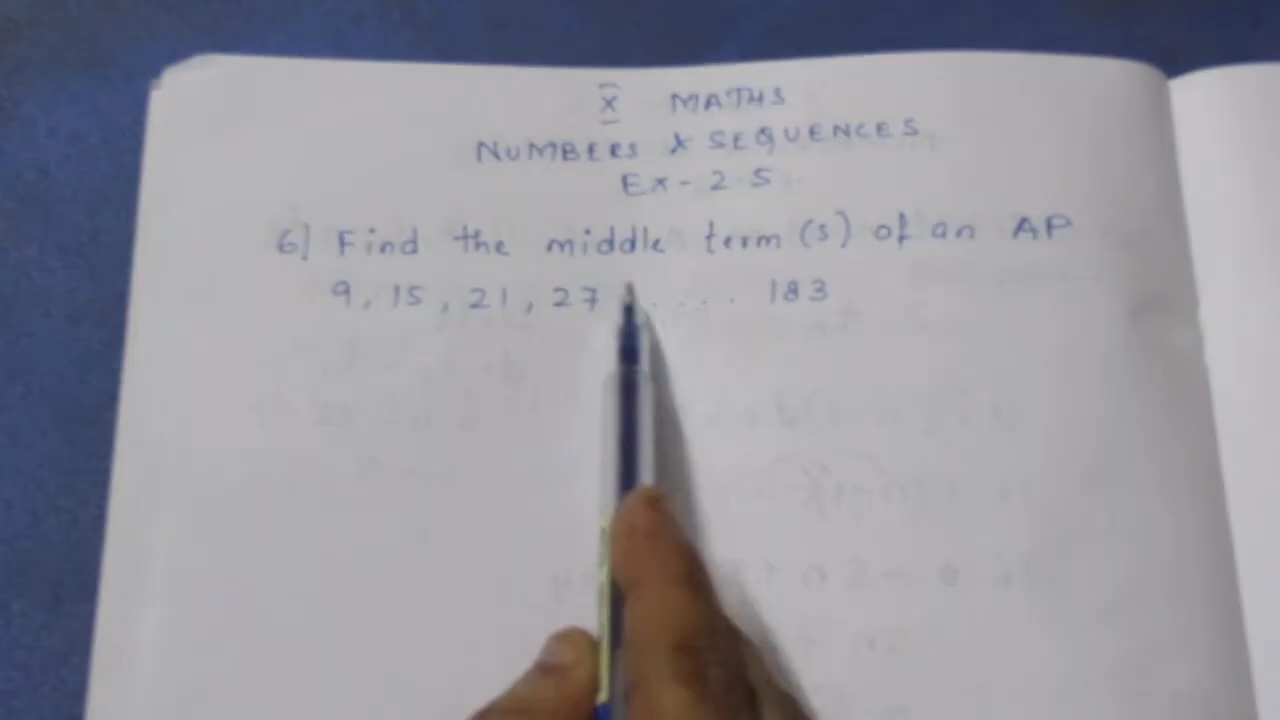 X MATHS
NUMBERS & SEQUENCES
Ex - 2.5
6) Find the middle term(s) of an AP
9, 15, 21, 27 .... 183